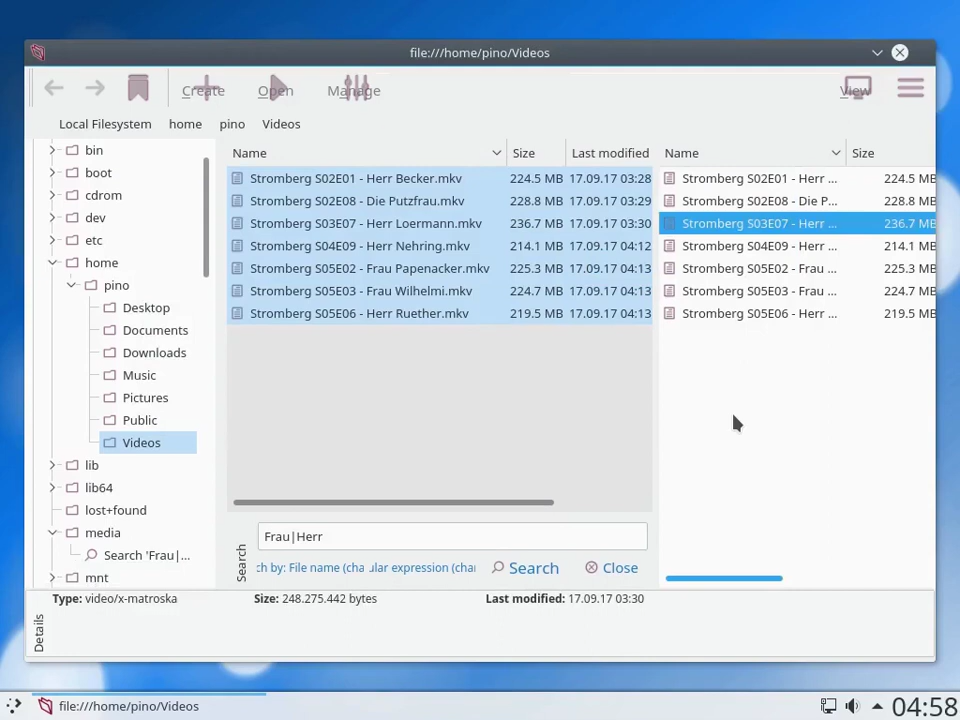 file:///home/pino/Videos
Create Open Manage View
Local Filesystem home pino Videos
bin
boot
cdrom
dev
etc
home
pino
Desktop
Documents
Downloads
Music
Pictures
Public
Videos
lib
lib64
lost+found
media
Search 'Frau|...
mnt
Name Size Last modified
Stromberg S02E01 - Herr Becker.mkv 224.5 MB 17.09.17 03:28
Stromberg S02E08 - Die Putzfrau.mkv 228.8 MB 17.09.17 03:29
Stromberg S03E07 - Herr Loermann.mkv 236.7 MB 17.09.17 03:30
Stromberg S04E09 - Herr Nehring.mkv 214.1 MB 17.09.17 04:12
Stromberg S05E02 - Frau Papenacker.mkv 225.3 MB 17.09.17 04:13
Stromberg S05E03 - Frau Wilhelmi.mkv 224.7 MB 17.09.17 04:13
Stromberg S05E06 - Herr Ruether.mkv 219.5 MB 17.09.17 04:13
Name Size
Stromberg S02E01 - Herr ... 224.5 MB
Stromberg S02E08 - Die P... 228.8 MB
Stromberg S03E07 - Herr ... 236.7 MB
Stromberg S04E09 - Herr ... 214.1 MB
Stromberg S05E02 - Frau ... 225.3 MB
Stromberg S05E03 - Frau ... 224.7 MB
Stromberg S05E06 - Herr ... 219.5 MB
Search
Frau|Herr
by: File name expression Search Close
Details
Type: video/x-matroska Size: 248.275.442 bytes Last modified: 17.09.17 03:30
file:///home/pino/Videos 04:58